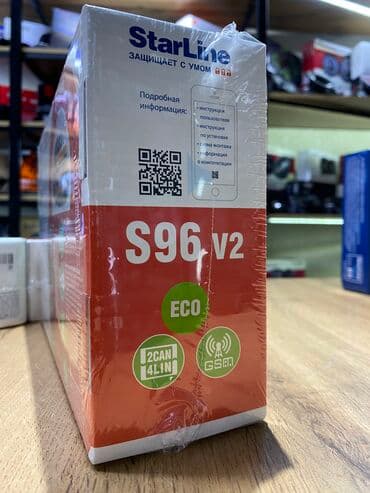 StarLine
ЗАЩИЩАЕТ С УМОМ
Подробная
информация:
• инструкция
пользователя
• инструкция
по установке
• схема монтажа
• информация
о комплектации
S96 v2
ECO
2CAN
4LIN
GSM